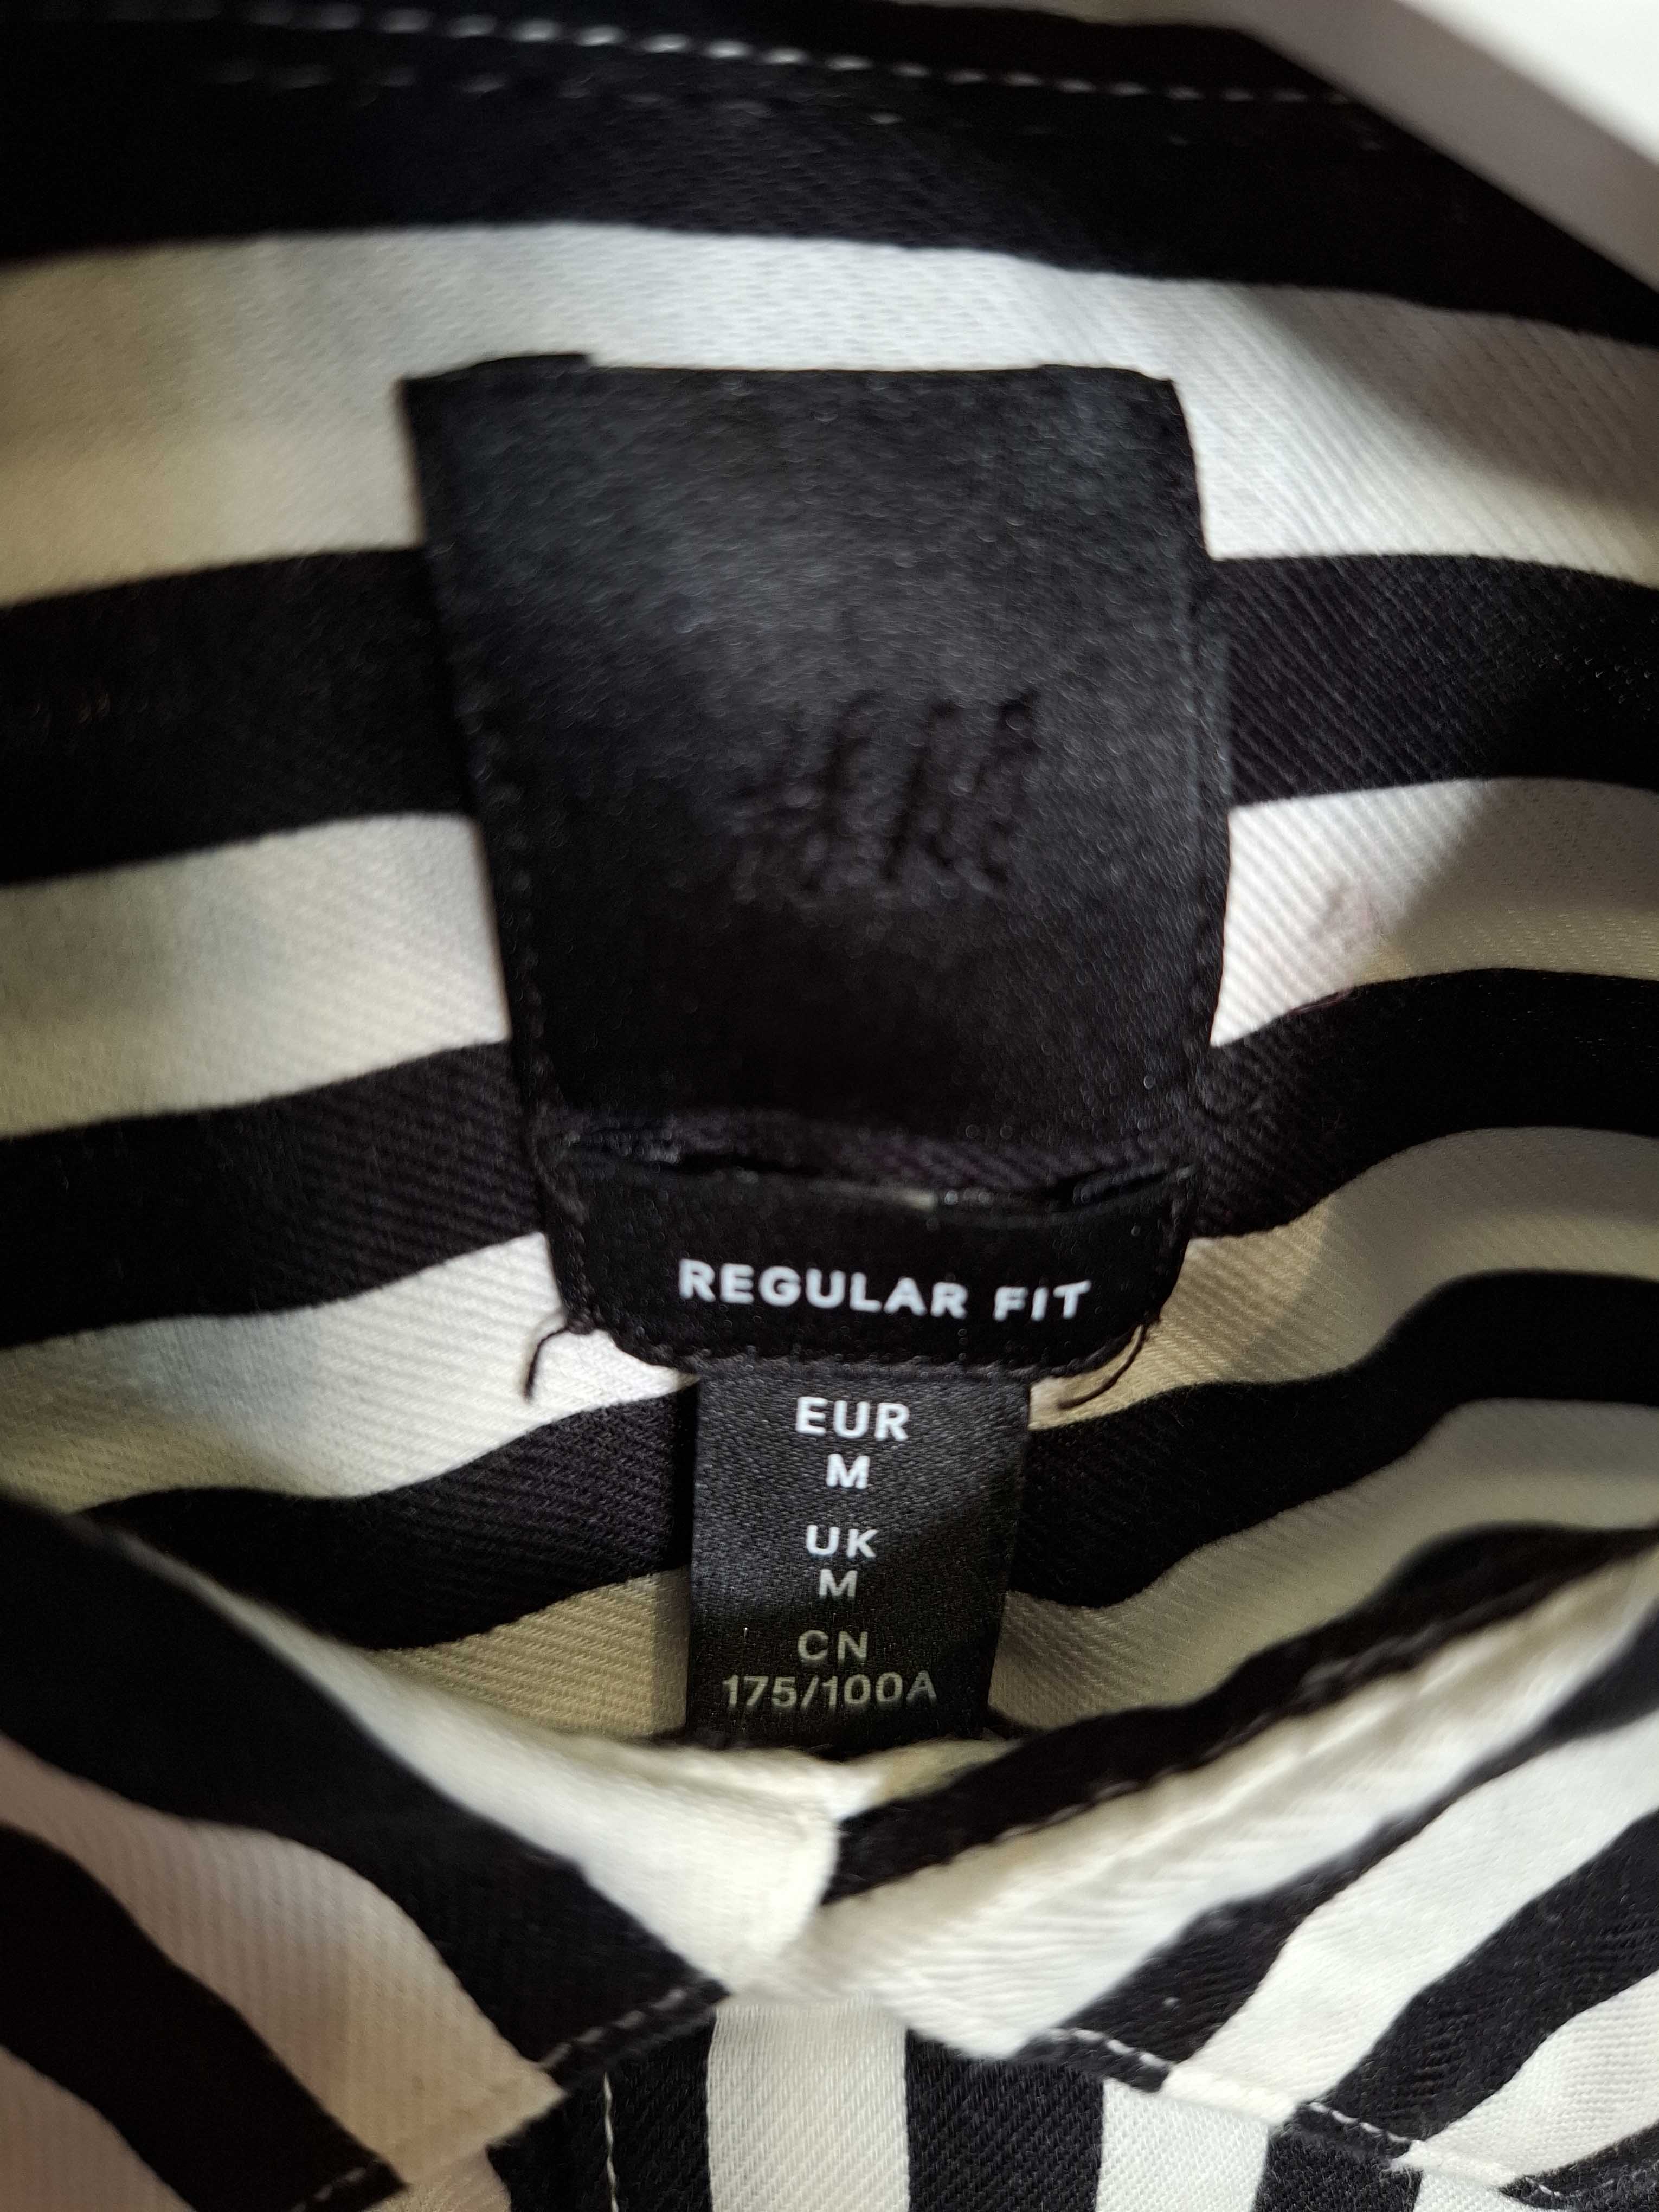 H&M
REGULAR FIT
EUR
M
UK
M
CN
175/100A